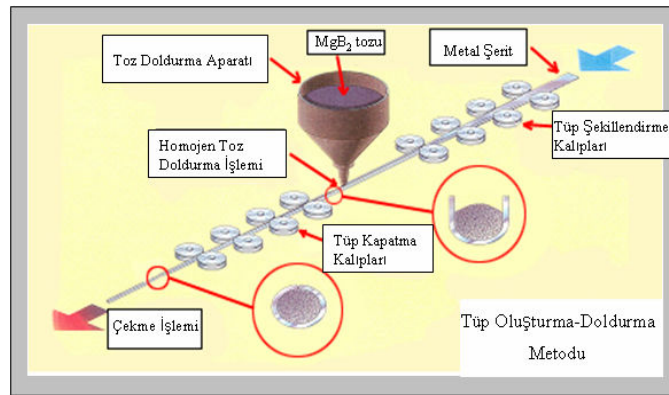 MgB₂ tozu
Toz Doldurma Aparatı
Metal Şerit
Homojen Toz
Doldurma İşlemi
Tüp Şekillendirme
Kalıpları
Tüp Kapatma
Kalıpları
Çekme İşlemi
Tüp Oluşturma-Doldurma
Metodu